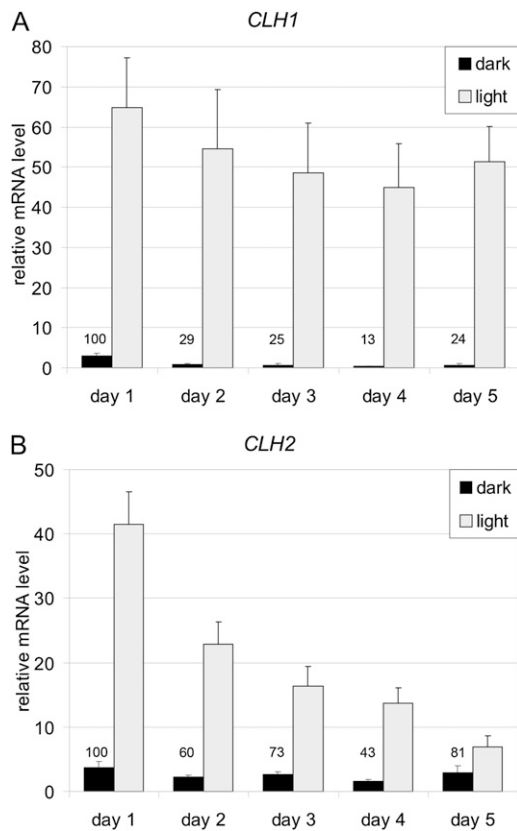 A
CLH1
80
70
60
50
40
30
20
10
0
relative mRNA level
dark
light
100 29 25 13 24
day 1 day 2 day 3 day 4 day 5
B
CLH2
50
40
30
20
10
0
relative mRNA level
dark
light
100 60 73 43 81
day 1 day 2 day 3 day 4 day 5